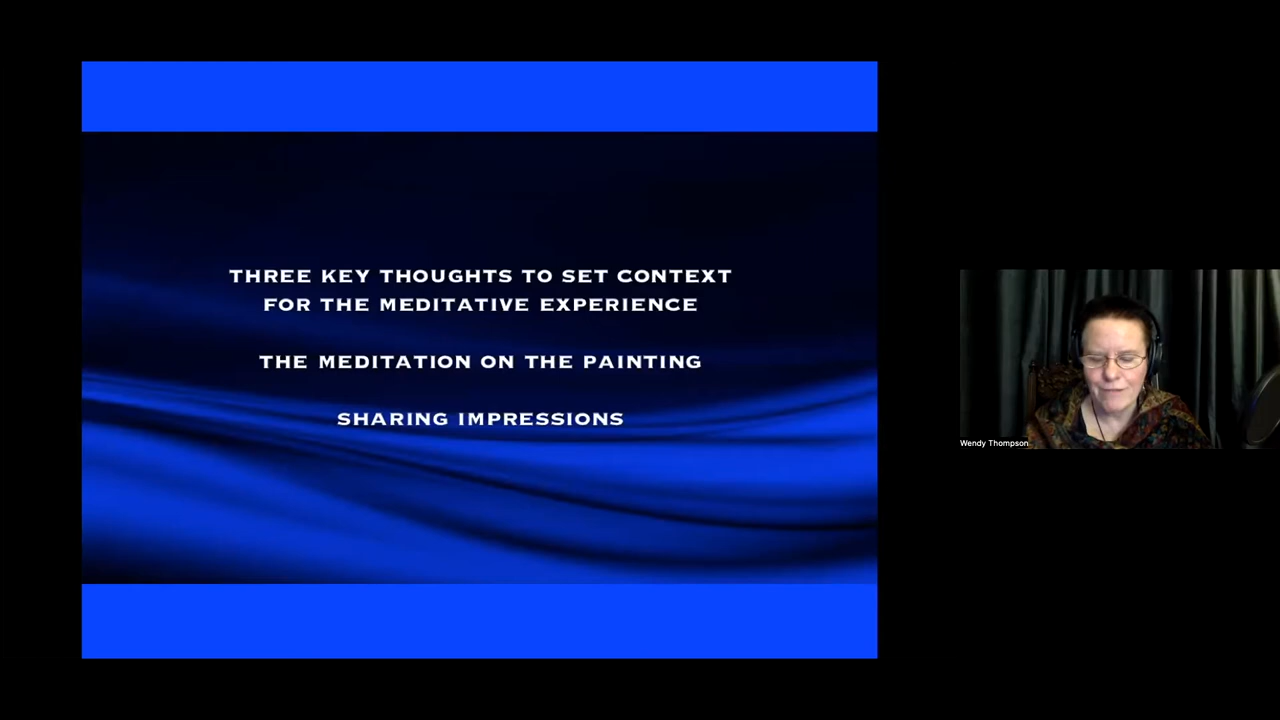 THREE KEY THOUGHTS TO SET CONTEXT
FOR THE MEDITATIVE EXPERIENCE
THE MEDITATION ON THE PAINTING
SHARING IMPRESSIONS
Wendy Thompson